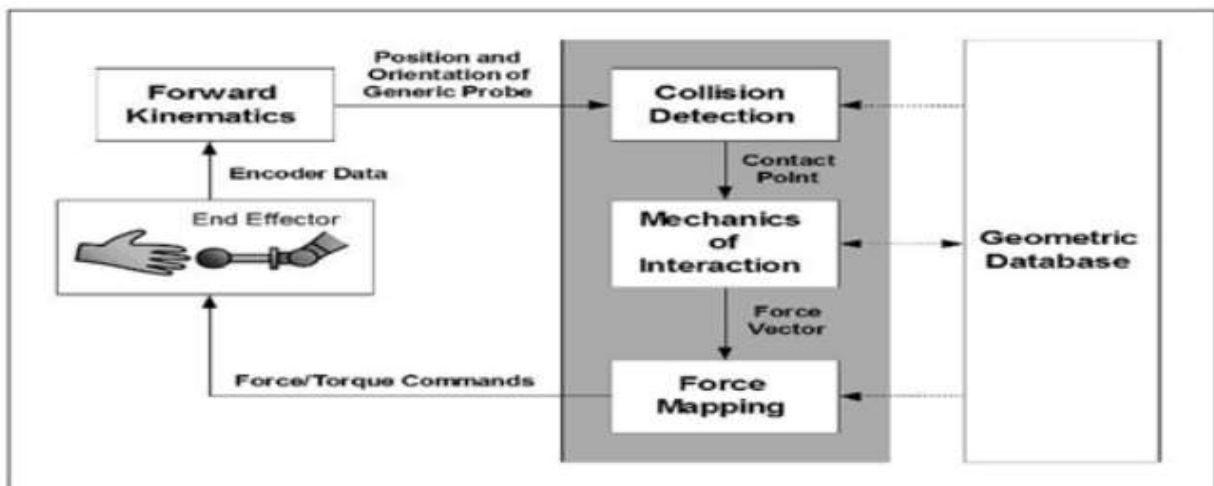 Position and
Orientation of
Generic Probe
Forward
Kinematics
Collision
Detection
Encoder Data
Contact
Point
End Effector
Mechanics
of
Interaction
Geometric
Database
Force
Vector
Force/Torque Commands
Force
Mapping